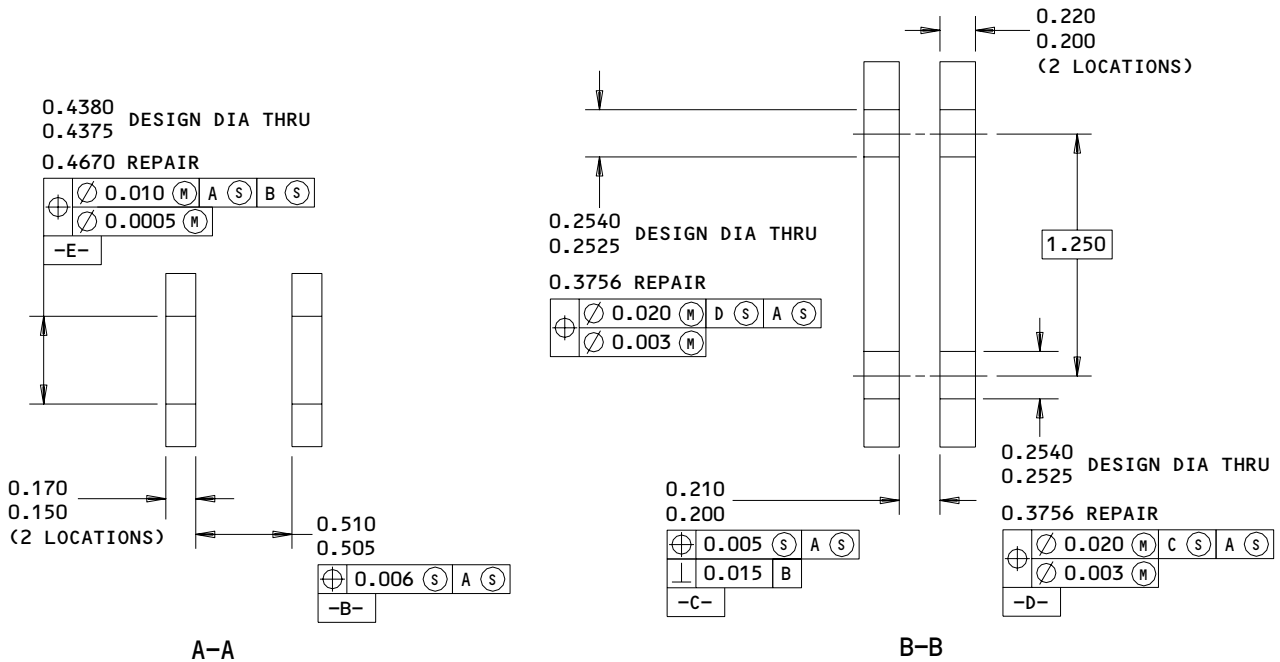 0.4380
0.4375 DESIGN DIA THRU
0.4670 REPAIR
⌖ ⌀ 0.010 Ⓜ A Ⓢ B Ⓢ
⌀ 0.0005 Ⓜ
-E-
0.170
0.150
(2 LOCATIONS)
0.510
0.505
⌖ 0.006 Ⓢ A Ⓢ
-B-
A-A
0.220
0.200
(2 LOCATIONS)
0.2540
0.2525 DESIGN DIA THRU
0.3756 REPAIR
⌖ ⌀ 0.020 Ⓜ D Ⓢ A Ⓢ
⌀ 0.003 Ⓜ
1.250
0.210
0.200
⌖ 0.005 Ⓢ A Ⓢ
⊥ 0.015 B
-C-
0.2540
0.2525 DESIGN DIA THRU
0.3756 REPAIR
⌖ ⌀ 0.020 Ⓜ C Ⓢ A Ⓢ
⌀ 0.003 Ⓜ
-D-
B-B